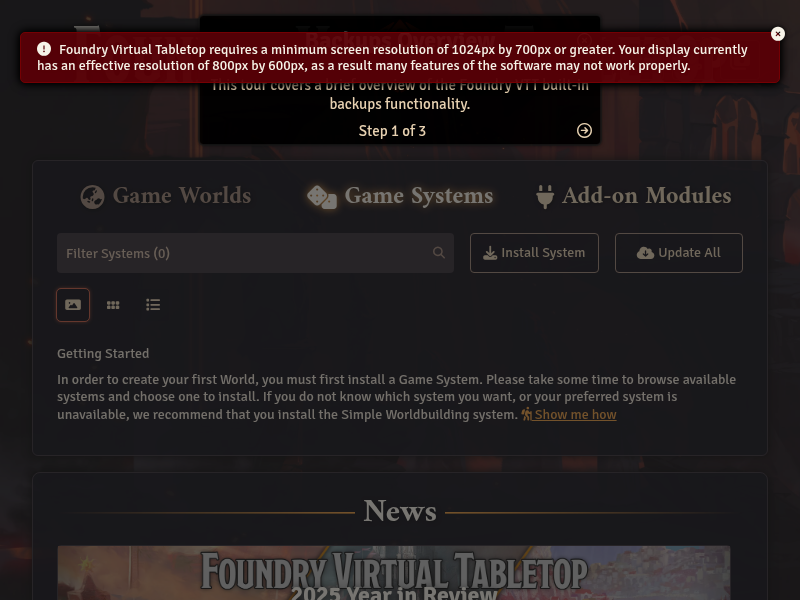 Backups Overview
Foundry Virtual Tabletop requires a minimum screen resolution of 1024px by 700px or greater. Your display currently
has an effective resolution of 800px by 600px, as a result many features of the software may not work properly.
This tour covers a brief overview of the Foundry VTT built-in
backups functionality.
Step 1 of 3
Game Worlds
Game Systems
Add-on Modules
Filter Systems (0)
Install System
Update All
Getting Started
In order to create your first World, you must first install a Game System. Please take some time to browse available
systems and choose one to install. If you do not know which system you want, or your preferred system is
unavailable, we recommend that you install the Simple Worldbuilding system. Show me how
News
Foundry Virtual Tabletop
2025 Year in Review